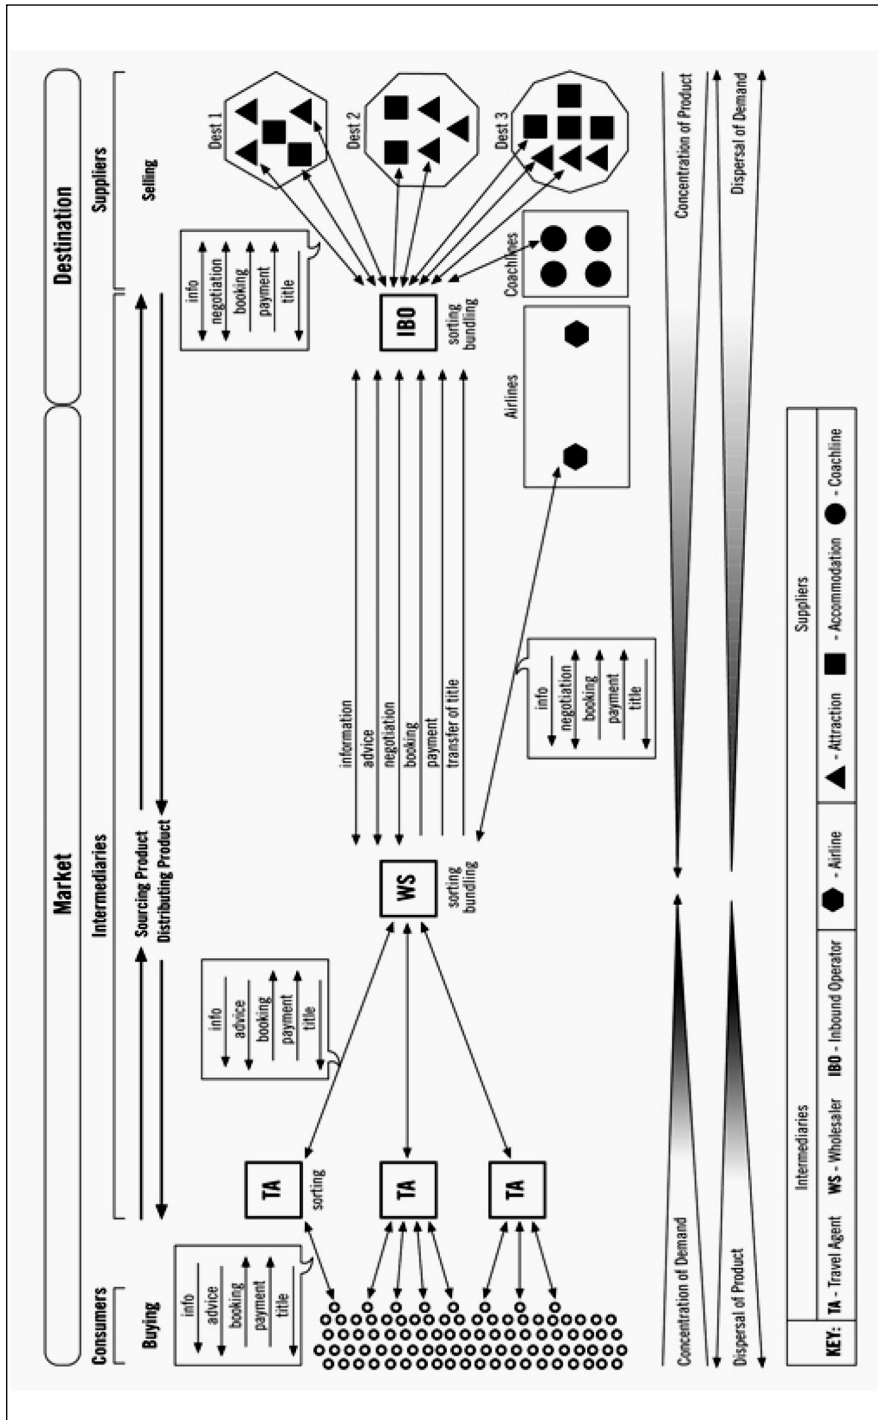 Market
Destination
Consumers
Intermediaries
Suppliers
Buying
Sourcing Product
Distributing Product
Selling
info
advice
booking
payment
title
info
advice
booking
payment
title
info
negotiation
booking
payment
title
Dest 1
Dest 2
Dest 3
TA
sorting
TA
TA
WS
sorting
bundling
information
advice
negotiation
booking
payment
transfer of title
IBO
sorting
bundling
Coachlines
Airlines
info
negotiation
booking
payment
title
Concentration of Demand
Concentration of Product
Dispersal of Product
Dispersal of Demand
Intermediaries
Suppliers
KEY: TA - Travel Agent WS - Wholesaler IBO - Inbound Operator - Airline - Attraction - Accommodation - Coachline